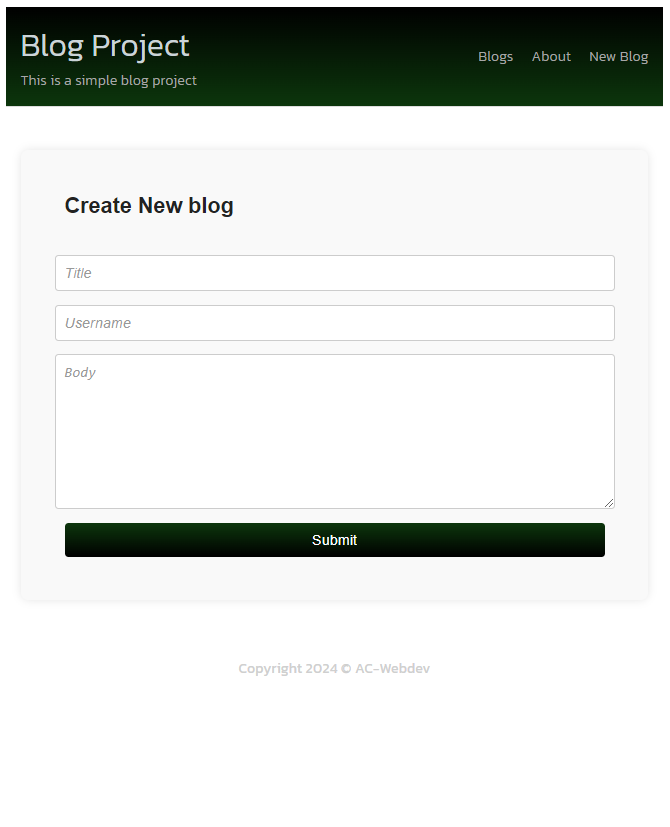 Blog Project
This is a simple blog project
Blogs About New Blog
Create New blog
Title
Username
Body
Submit
Copyright 2024 © AC-Webdev